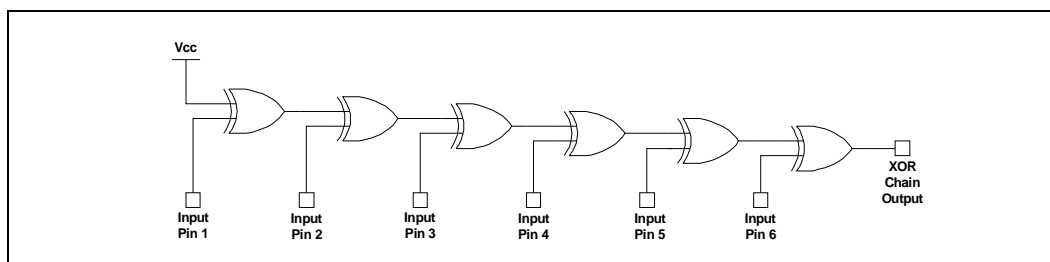 Vcc
XOR
Chain
Output
Input
Pin 1
Input
Pin 2
Input
Pin 3
Input
Pin 4
Input
Pin 5
Input
Pin 6